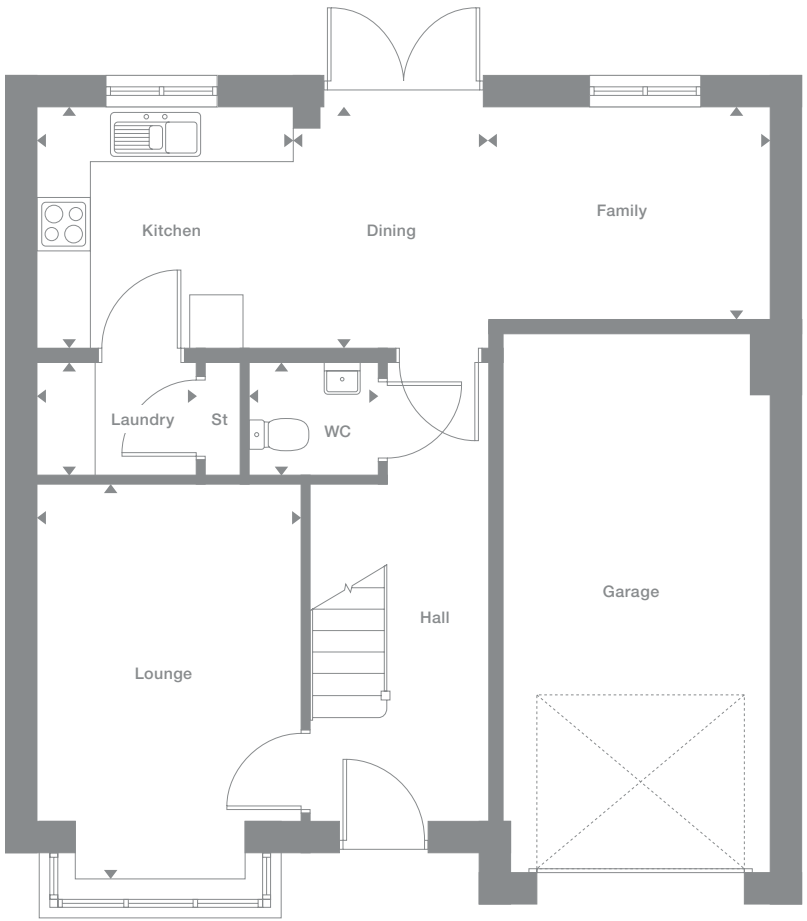 Family
Kitchen
Dining
Laundry
St
WC
Garage
Hall
Lounge